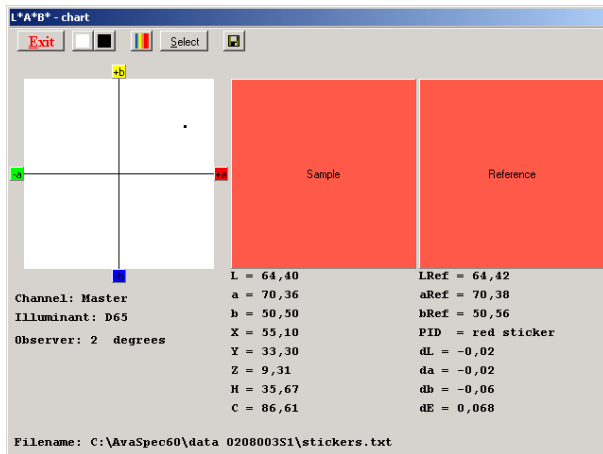 L*A*B* - chart
Exit Select
+b
-a +a
-b
Sample Reference
L = 64,40 LRef = 64,42
Channel: Master a = 70,36 aRef = 70,38
Illuminant: D65 b = 50,50 bRef = 50,56
Observer: 2 degrees X = 55,10 PID = red sticker
Y = 33,30 dL = -0,02
Z = 9,31 da = -0,02
H = 35,67 db = -0,06
C = 86,61 dE = 0,068
Filename: C:\AvaSpec60\data 0208003S1\stickers.txt